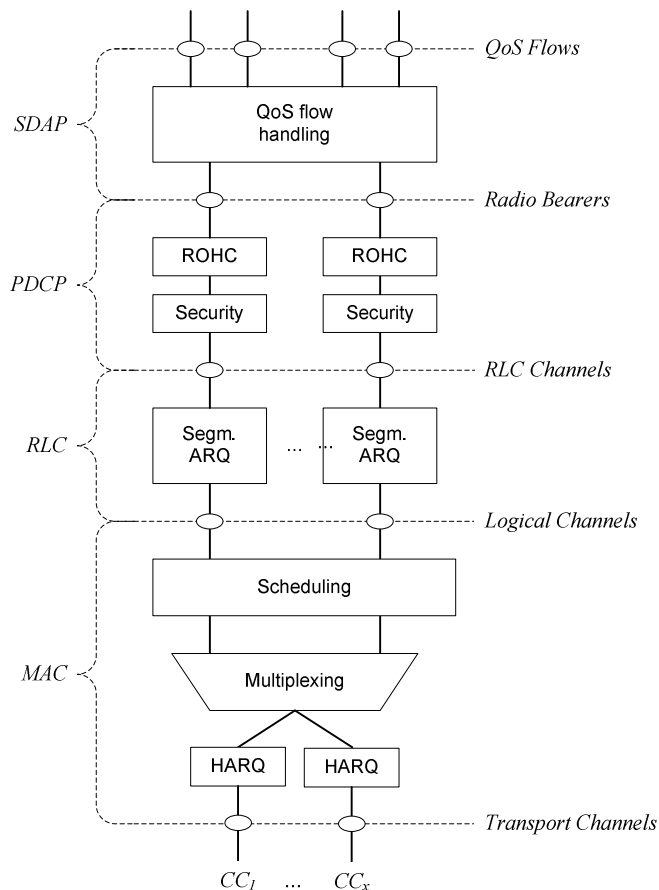 QoS Flows
SDAP
QoS flow
handling
Radio Bearers
ROHC ROHC
PDCP
Security Security
RLC Channels
RLC
Segm.
ARQ
... ...
Segm.
ARQ
Logical Channels
Scheduling
MAC
Multiplexing
HARQ HARQ
Transport Channels
CC1 ... CCx